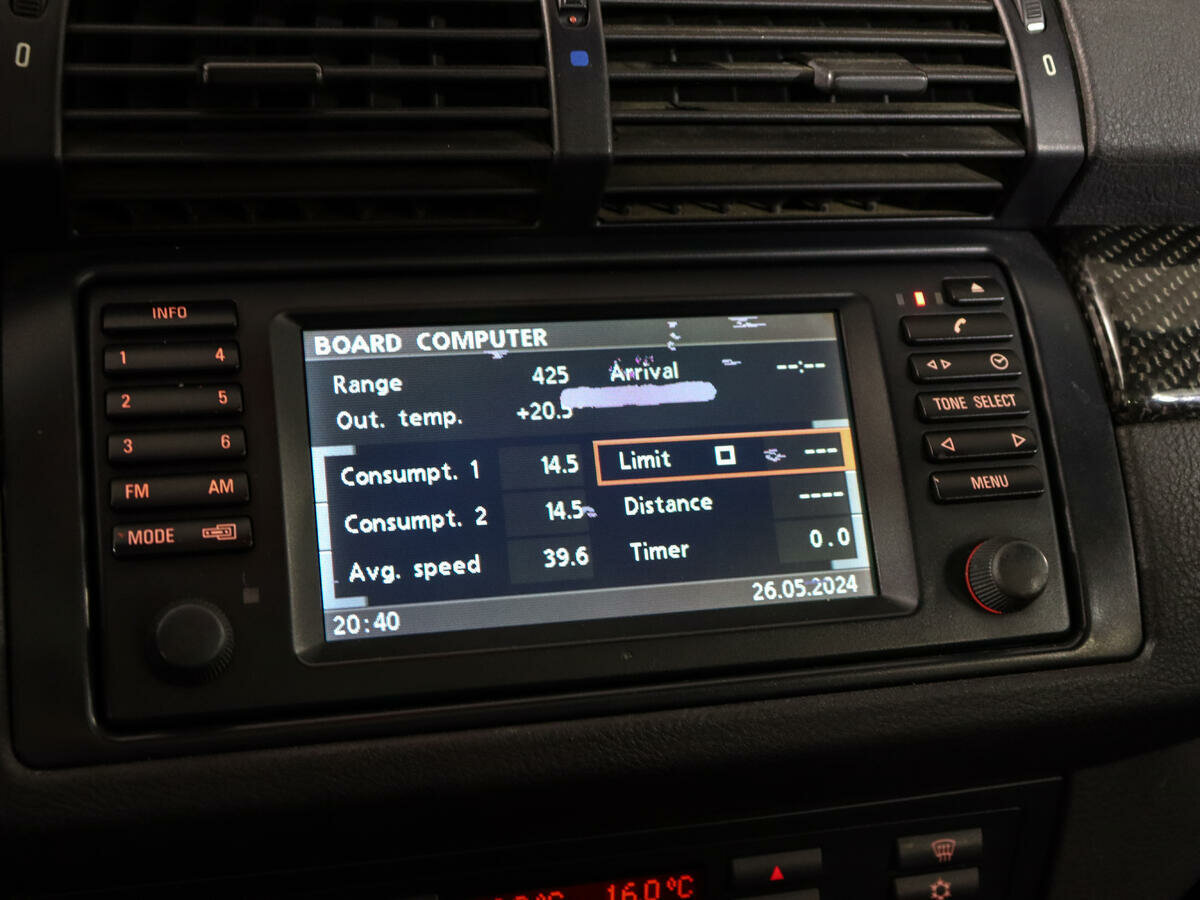 0
0
INFO
1 4
2 5
3 6
FM AM
MODE
BOARD COMPUTER
Range 425 Arrival --:--
Out. temp. +20.5
Consumpt. 1 14.5 Limit ---
Consumpt. 2 14.5 Distance ----
Avg. speed 39.6 Timer 0.0
20:40 26.05.2024
TONE SELECT
MENU
16.0°C